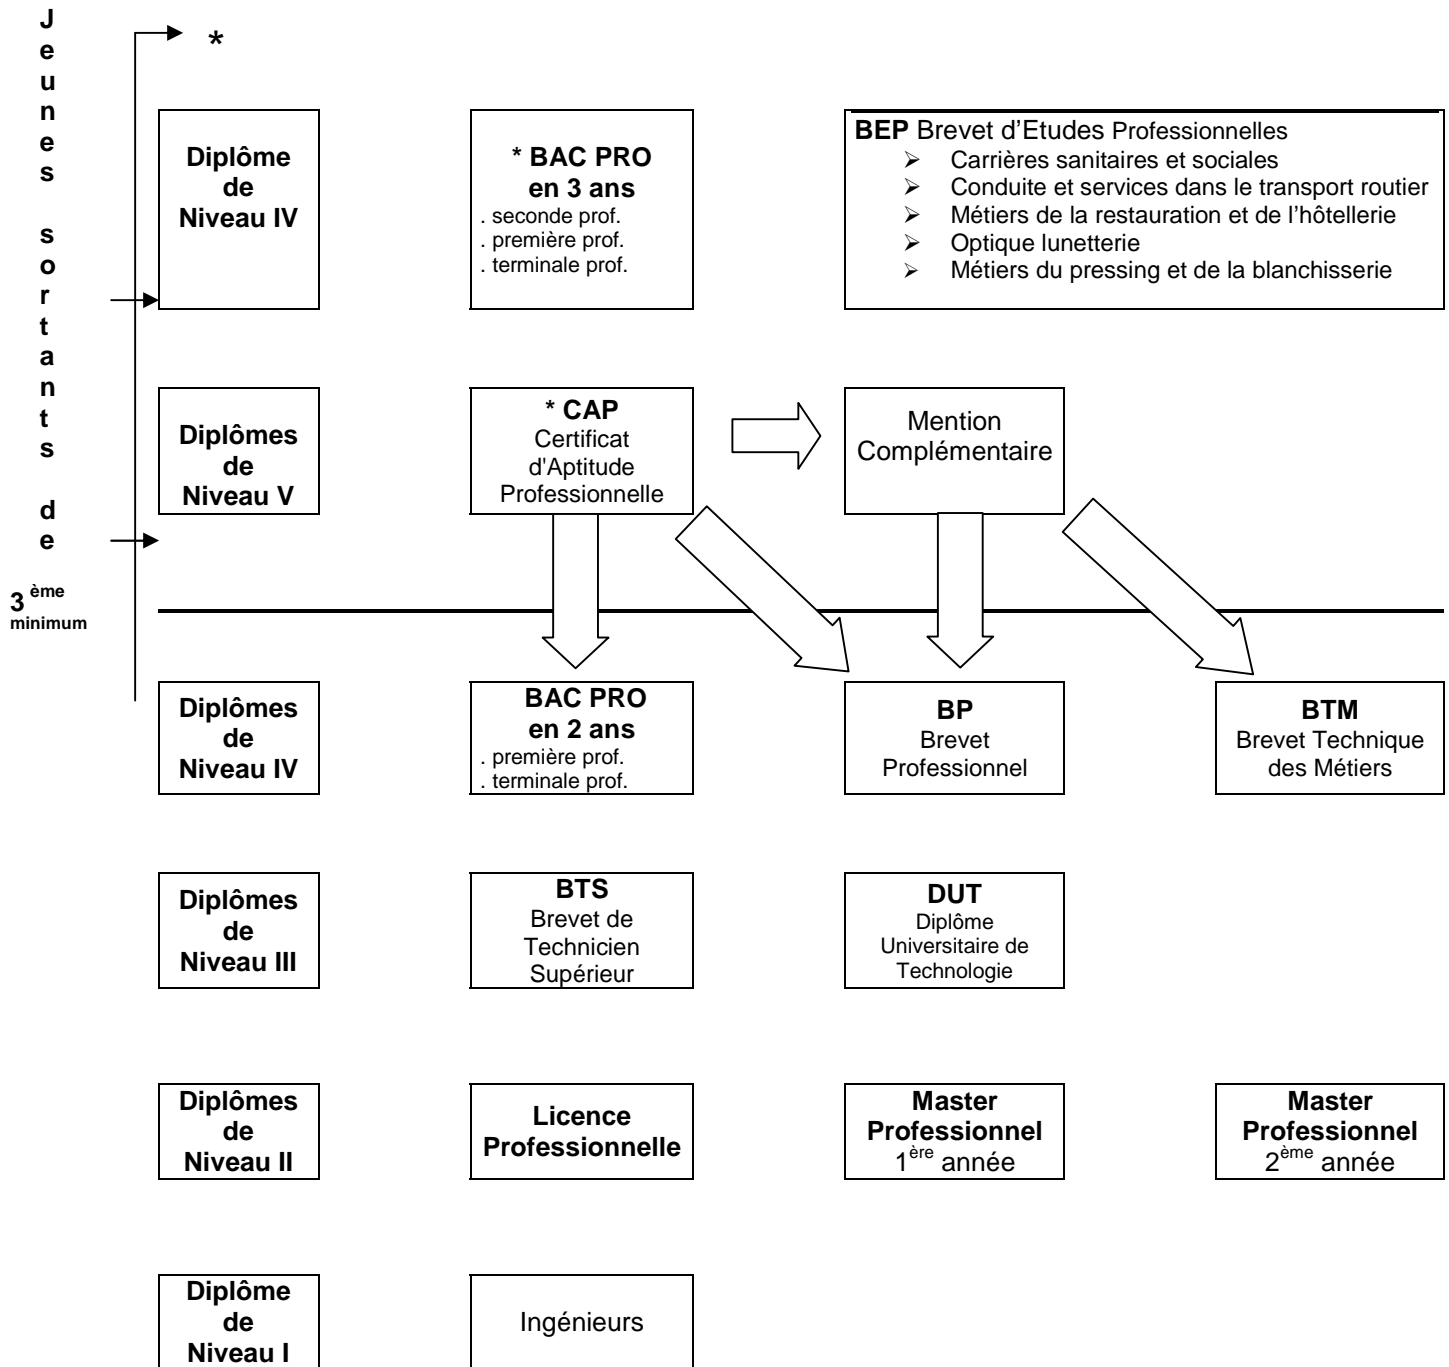 Jeunes sortants de
3ème
minimum
*
Diplôme
de
Niveau IV
* BAC PRO
en 3 ans
. seconde prof.
. première prof.
. terminale prof.
BEP Brevet d'Etudes Professionnelles
➢ Carrières sanitaires et sociales
➢ Conduite et services dans le transport routier
➢ Métiers de la restauration et de l'hôtellerie
➢ Optique lunetterie
➢ Métiers du pressing et de la blanchisserie
Diplômes
de
Niveau V
* CAP
Certificat
d'Aptitude
Professionnelle
Mention
Complémentaire
Diplômes
de
Niveau IV
BAC PRO
en 2 ans
. première prof.
. terminale prof.
BP
Brevet
Professionnel
BTM
Brevet Technique
des Métiers
Diplômes
de
Niveau III
BTS
Brevet de
Technicien
Supérieur
DUT
Diplôme
Universitaire de
Technologie
Diplômes
de
Niveau II
Licence
Professionnelle
Master
Professionnel
1ère année
Master
Professionnel
2ème année
Diplôme
de
Niveau I
Ingénieurs